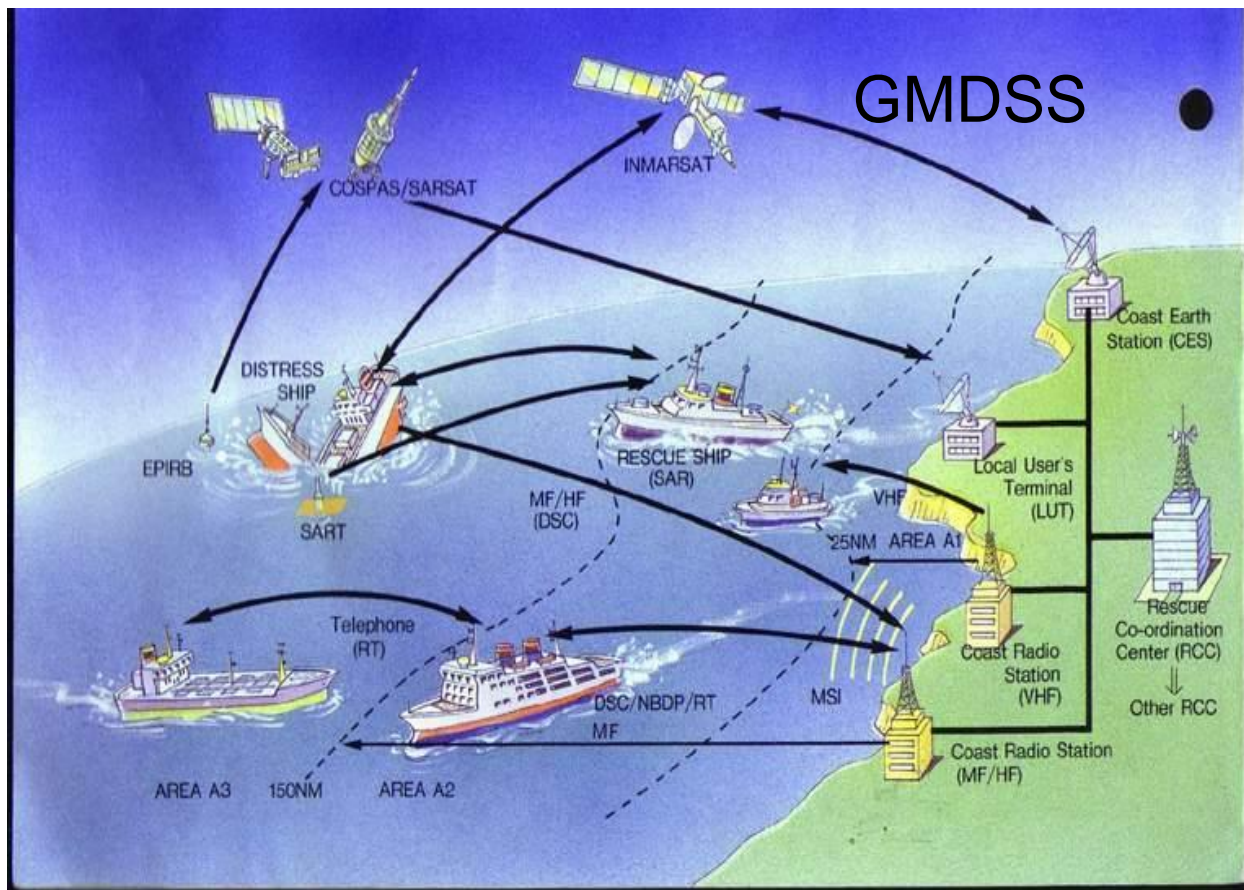 GMDSS
INMARSAT
COSPAS/SARSAT
Coast Earth
Station (CES)
DISTRESS
SHIP
EPIRB
SART
RESCUE SHIP
(SAR)
MF/HF
(DSC)
VHF
Local User's
Terminal
(LUT)
25NM AREA A1
Rescue
Co-ordination
Center (RCC)
⇓
Other RCC
Telephone
(RT)
Coast Radio
Station
(VHF)
DSC/NBDP/RT
MF
MSI
Coast Radio Station
(MF/HF)
AREA A3
150NM
AREA A2